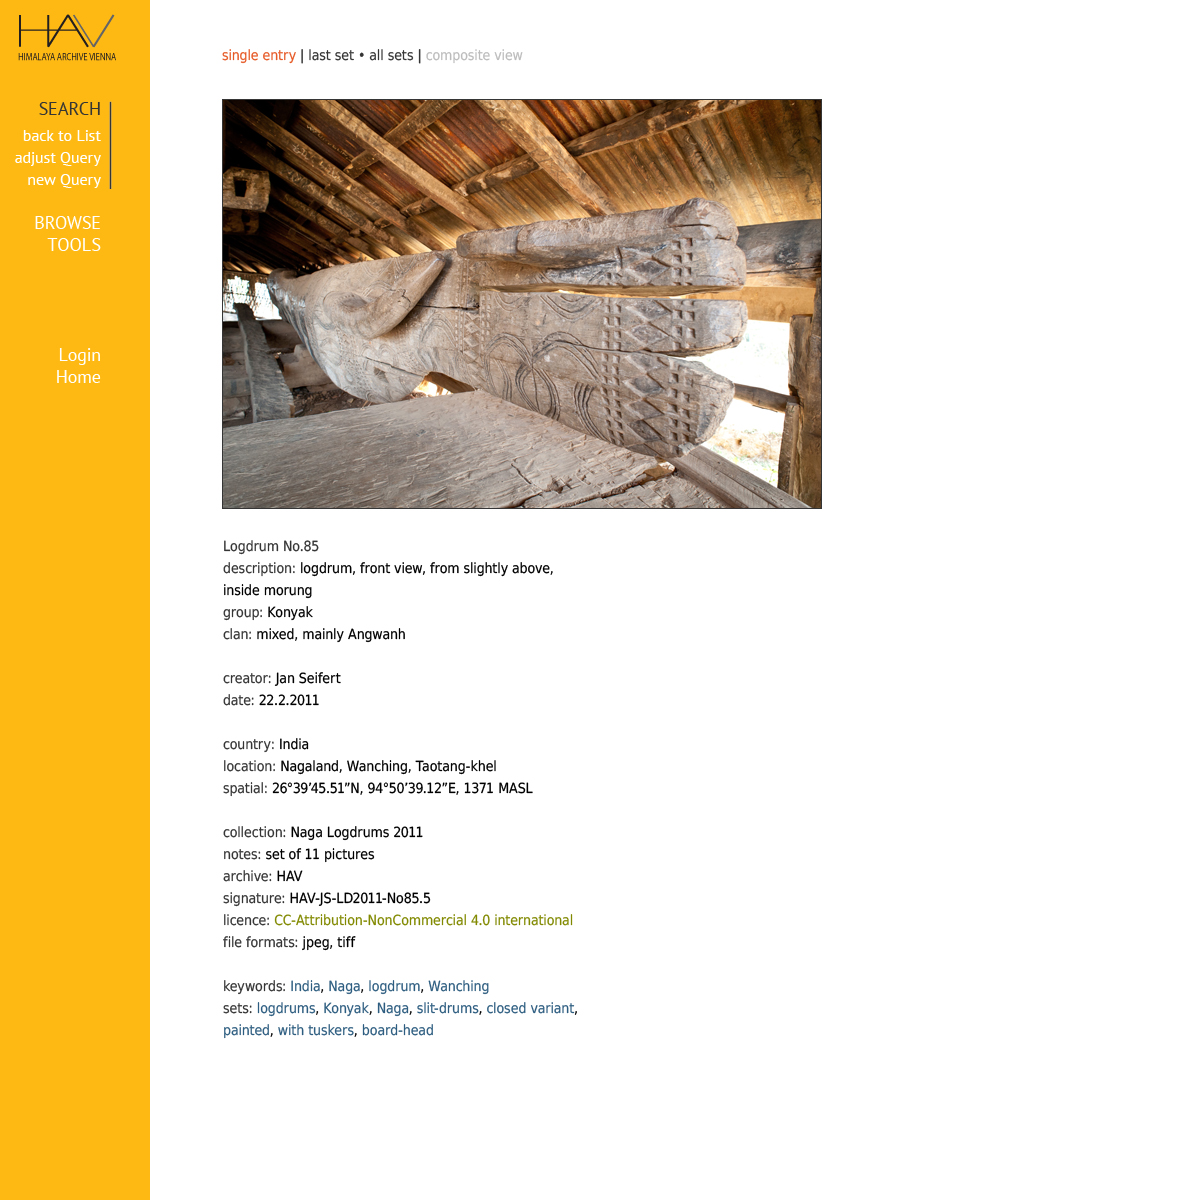 HAV
HIMALAYA ARCHIVE VIENNA
SEARCH
back to List
adjust Query
new Query
BROWSE
TOOLS
Login
Home
single entry | last set • all sets | composite view
Logdrum No.85
description: logdrum, front view, from slightly above,
inside morung
group: Konyak
clan: mixed, mainly Angwanh
creator: Jan Seifert
date: 22.2.2011
country: India
location: Nagaland, Wanching, Taotang-khel
spatial: 26°39’45.51”N, 94°50’39.12”E, 1371 MASL
collection: Naga Logdrums 2011
notes: set of 11 pictures
archive: HAV
signature: HAV-JS-LD2011-No85.5
licence: CC-Attribution-NonCommercial 4.0 international
file formats: jpeg, tiff
keywords: India, Naga, logdrum, Wanching
sets: logdrums, Konyak, Naga, slit-drums, closed variant,
painted, with tuskers, board-head